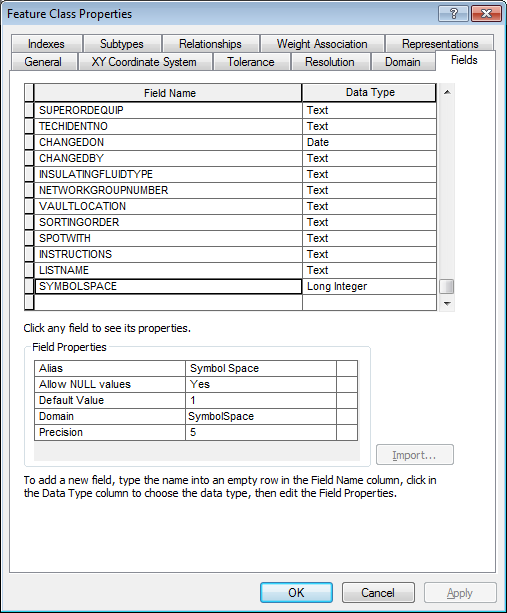 Feature Class Properties
Indexes Subtypes Relationships Weight Association Representations
General XY Coordinate System Tolerance Resolution Domain Fields
Field Name Data Type
SUPERORDEQUIP Text
TECHIDENTNO Text
CHANGEDON Date
CHANGEDBY Text
INSULATINGFLUIDTYPE Text
NETWORKGROUPNUMBER Text
VAULTLOCATION Text
SORTINGORDER Text
SPOTWITH Text
INSTRUCTIONS Text
LISTNAME Text
SYMBOLSPACE Long Integer
Click any field to see its properties.
Field Properties
Alias Symbol Space
Allow NULL values Yes
Default Value 1
Domain SymbolSpace
Precision 5
Import...
To add a new field, type the name into an empty row in the Field Name column, click in
the Data Type column to choose the data type, then edit the Field Properties.
OK Cancel Apply